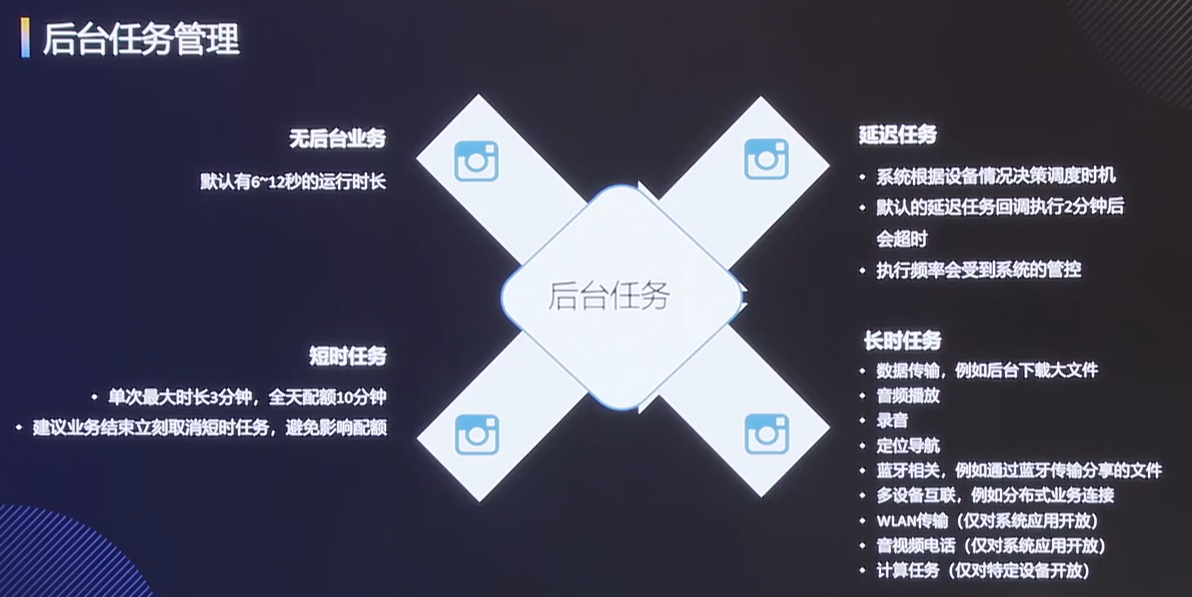 后台任务管理
无后台业务
默认有6~12秒的运行时长
延迟任务
• 系统根据设备情况决策调度时机
• 默认的延迟任务回调执行2分钟后
会超时
• 执行频率会受到系统的管控
后台任务
短时任务
• 单次最大时长3分钟，全天配额10分钟
• 建议业务结束立刻取消短时任务，避免影响配额
长时任务
• 数据传输，例如后台下载大文件
• 音频播放
• 录音
• 定位导航
• 蓝牙相关，例如通过蓝牙传输分享的文件
• 多设备互联，例如分布式业务连接
• WLAN传输（仅对系统应用开放）
• 音视频电话（仅对系统应用开放）
• 计算任务（仅对特定设备开放）